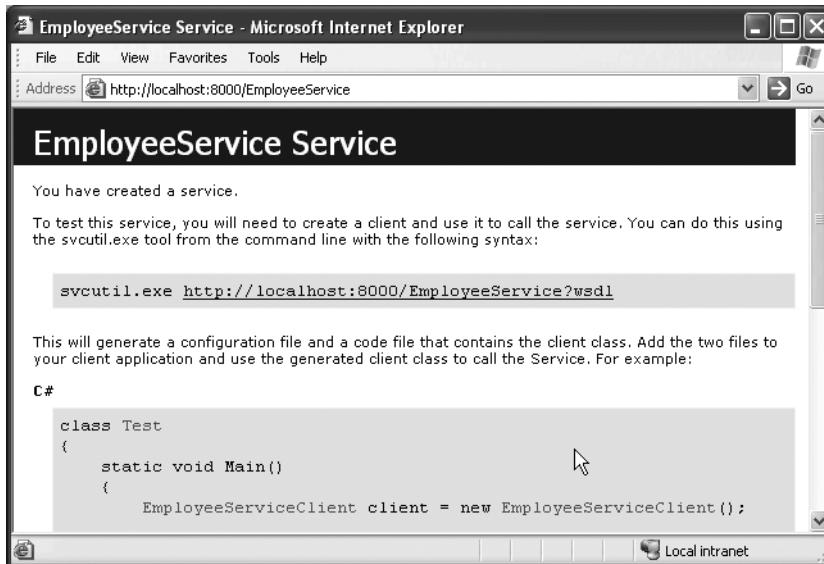 EmployeeService Service - Microsoft Internet Explorer
File Edit View Favorites Tools Help
Address http://localhost:8000/EmployeeService Go
EmployeeService Service
You have created a service.
To test this service, you will need to create a client and use it to call the service. You can do this using
the svcutil.exe tool from the command line with the following syntax:
svcutil.exe http://localhost:8000/EmployeeService?wsdl
This will generate a configuration file and a code file that contains the client class. Add the two files to
your client application and use the generated client class to call the Service. For example:
C#
class Test
{
static void Main()
{
EmployeeServiceClient client = new EmployeeServiceClient();
Local intranet